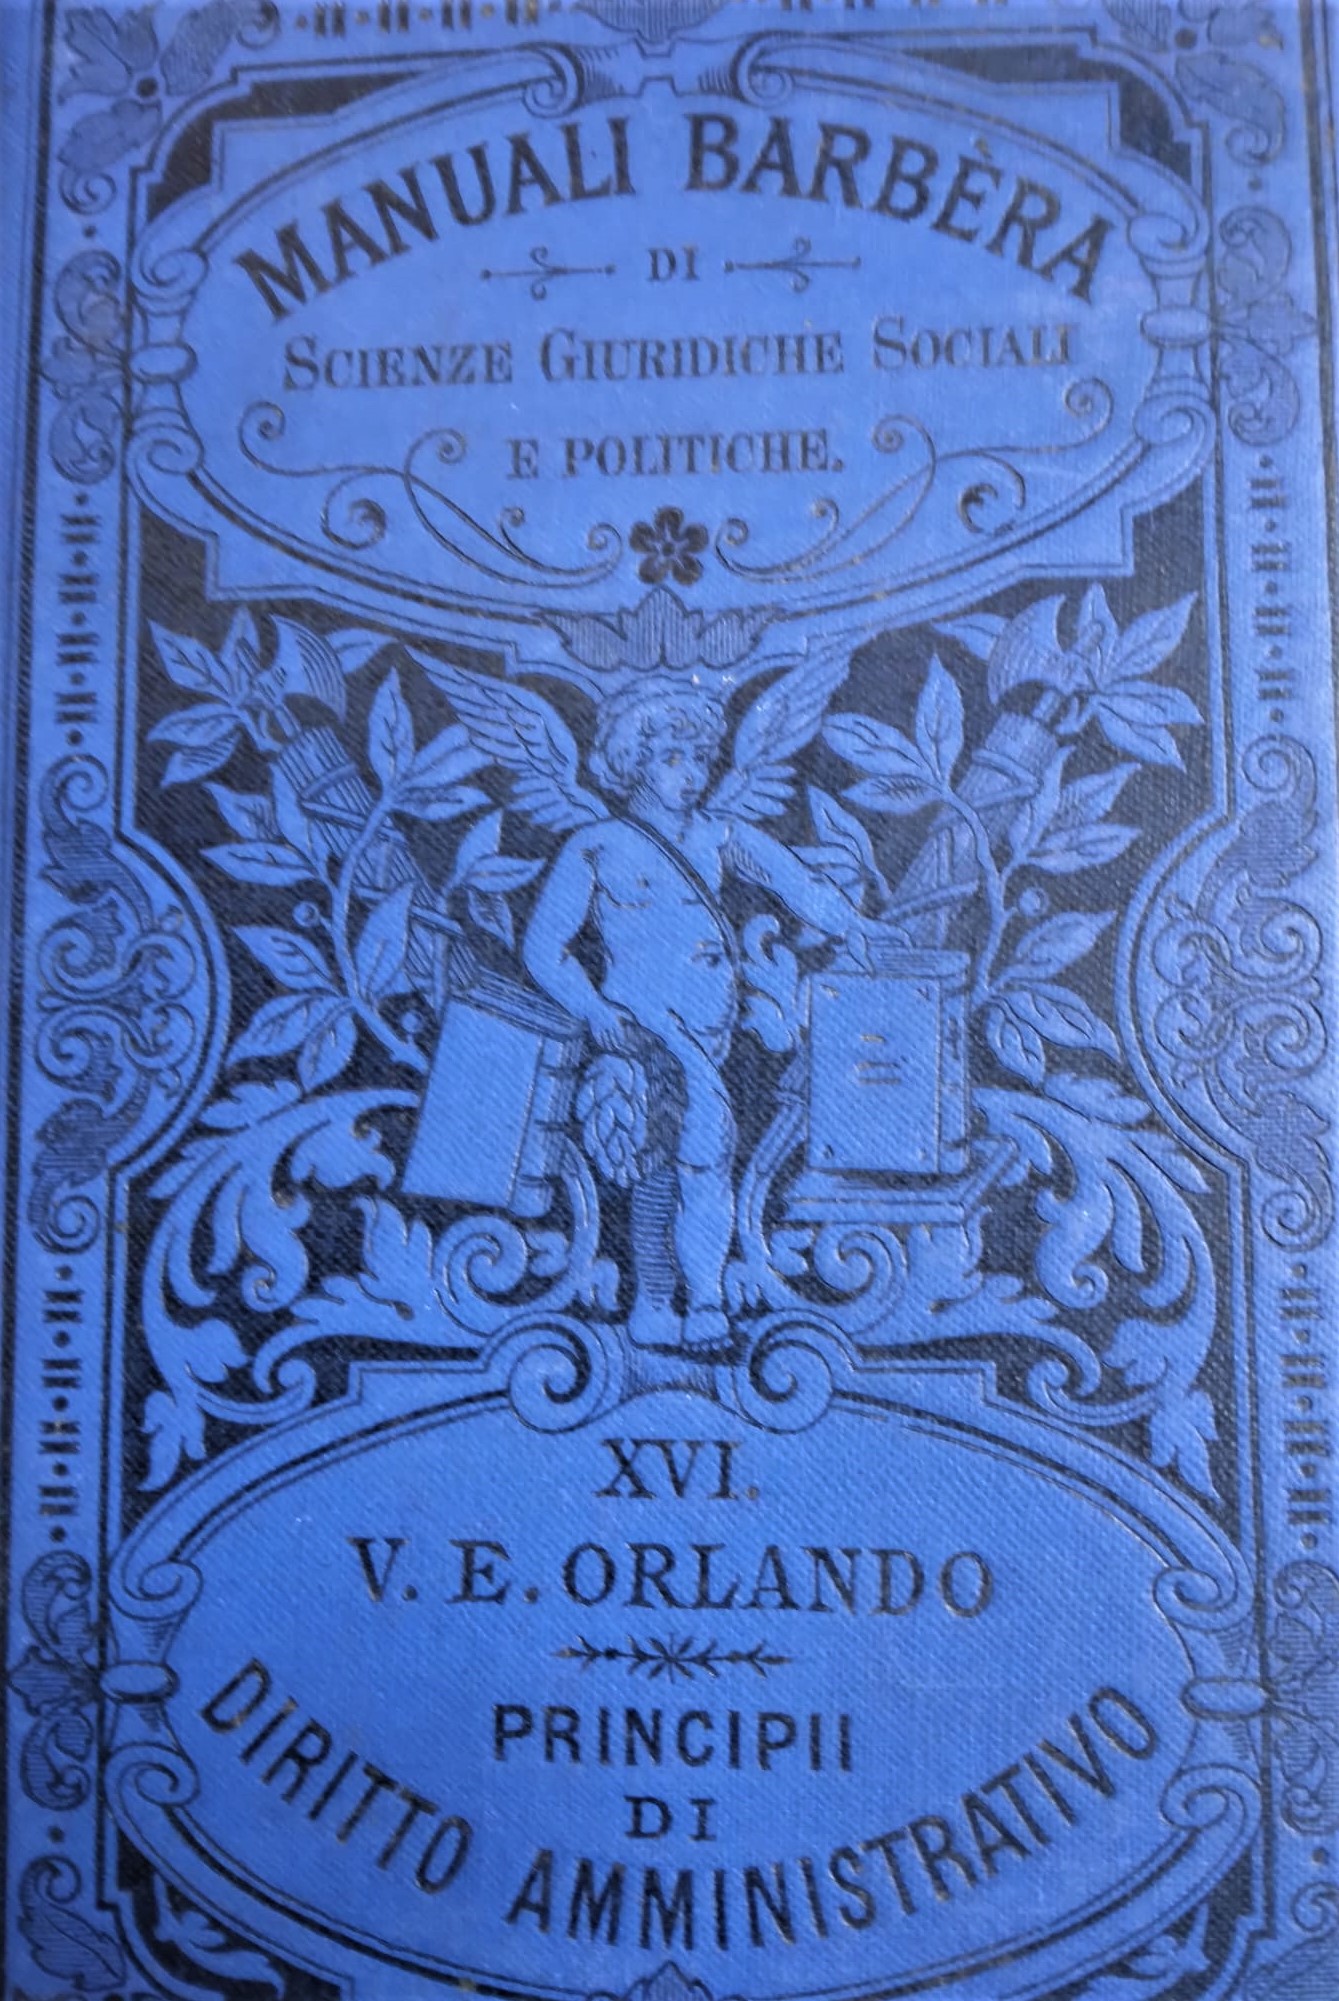 MANUALI BARBÈRA
DI
SCIENZE GIURIDICHE SOCIALI
E POLITICHE.
XVI.
V. E. ORLANDO
PRINCIPII
DI
DIRITTO AMMINISTRATIVO